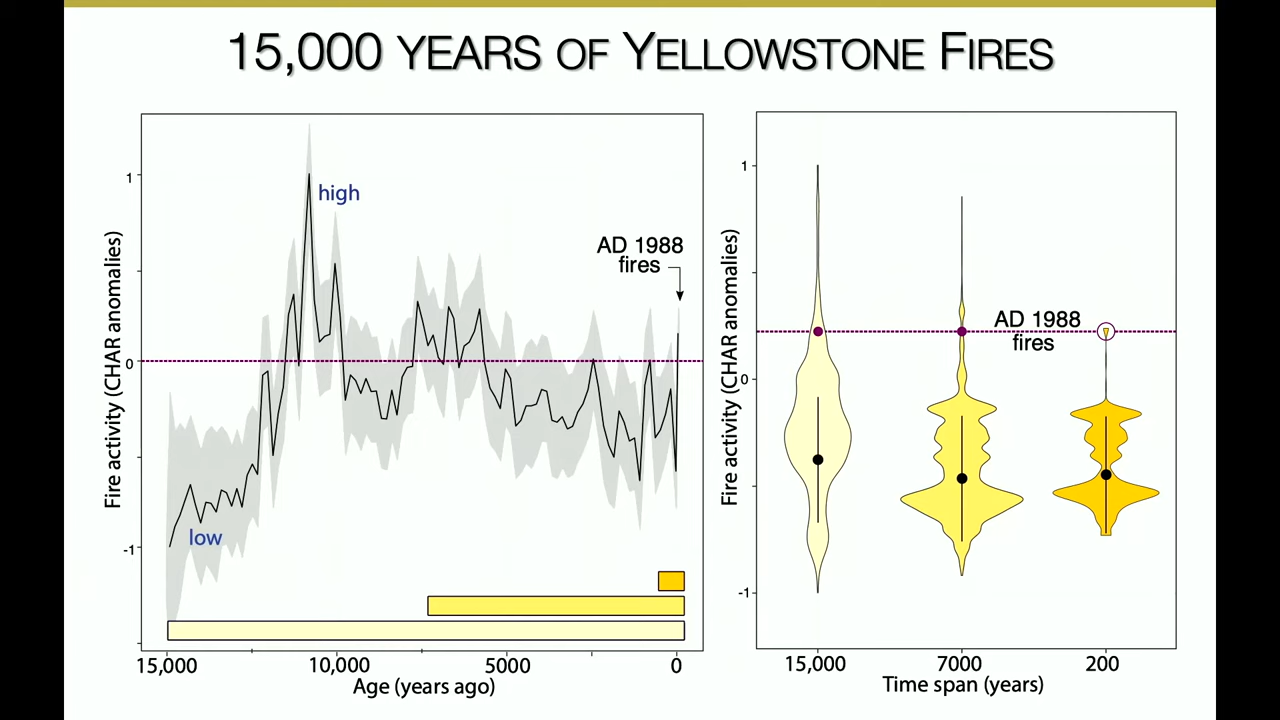 15,000 YEARS OF YELLOWSTONE FIRES
Fire activity (CHAR anomalies)
1
0
-1
high
low
AD 1988
fires
15,000
10,000
5000
0
Age (years ago)
Fire activity (CHAR anomalies)
1
0
-1
AD 1988
fires
15,000
7000
200
Time span (years)